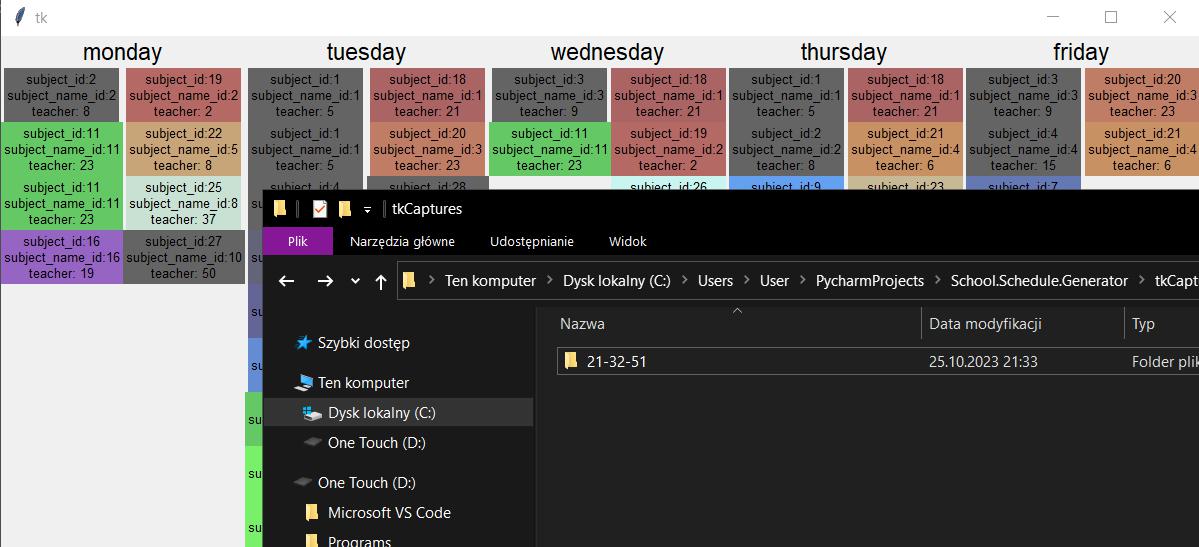 tk
monday tuesday wednesday thursday friday
subject_id:2 subject_id:19 subject_id:1 subject_id:18 subject_id:3 subject_id:18 subject_id:1 subject_id:18 subject_id:3 subject_id:20
subject_name_id:2 subject_name_id:2 subject_name_id:1 subject_name_id:1 subject_name_id:3 subject_name_id:1 subject_name_id:1 subject_name_id:1 subject_name_id:3 subject_name_id:3
teacher: 8 teacher: 2 teacher: 5 teacher: 21 teacher: 9 teacher: 21 teacher: 5 teacher: 21 teacher: 9 teacher: 23
subject_id:11 subject_id:22 subject_id:1 subject_id:20 subject_id:11 subject_id:19 subject_id:2 subject_id:21 subject_id:4 subject_id:21
subject_name_id:11 subject_name_id:5 subject_name_id:1 subject_name_id:3 subject_name_id:11 subject_name_id:2 subject_name_id:2 subject_name_id:4 subject_name_id:4 subject_name_id:4
teacher: 23 teacher: 8 teacher: 5 teacher: 23 teacher: 23 teacher: 2 teacher: 8 teacher: 6 teacher: 15 teacher: 6
subject_id:11 subject_id:25 subject_id:4 subject_id:28 subject_id:26 subject_id:9 subject_id:23 subject_id:7
subject_name_id:11 subject_name_id:8
teacher: 23 teacher: 37
subject_id:16 subject_id:27
subject_name_id:16 subject_name_id:10
teacher: 19 teacher: 50
su
su
su
su
su
tkCaptures
Plik Narzędzia główne Udostępnianie Widok
Ten komputer Dysk lokalny (C:) Users User PycharmProjects School.Schedule.Generator tkCapt
Nazwa Data modyfikacji Typ
21-32-51 25.10.2023 21:33 Folder plik
Szybki dostęp
Ten komputer
Dysk lokalny (C:)
One Touch (D:)
One Touch (D:)
Microsoft VS Code
Programs